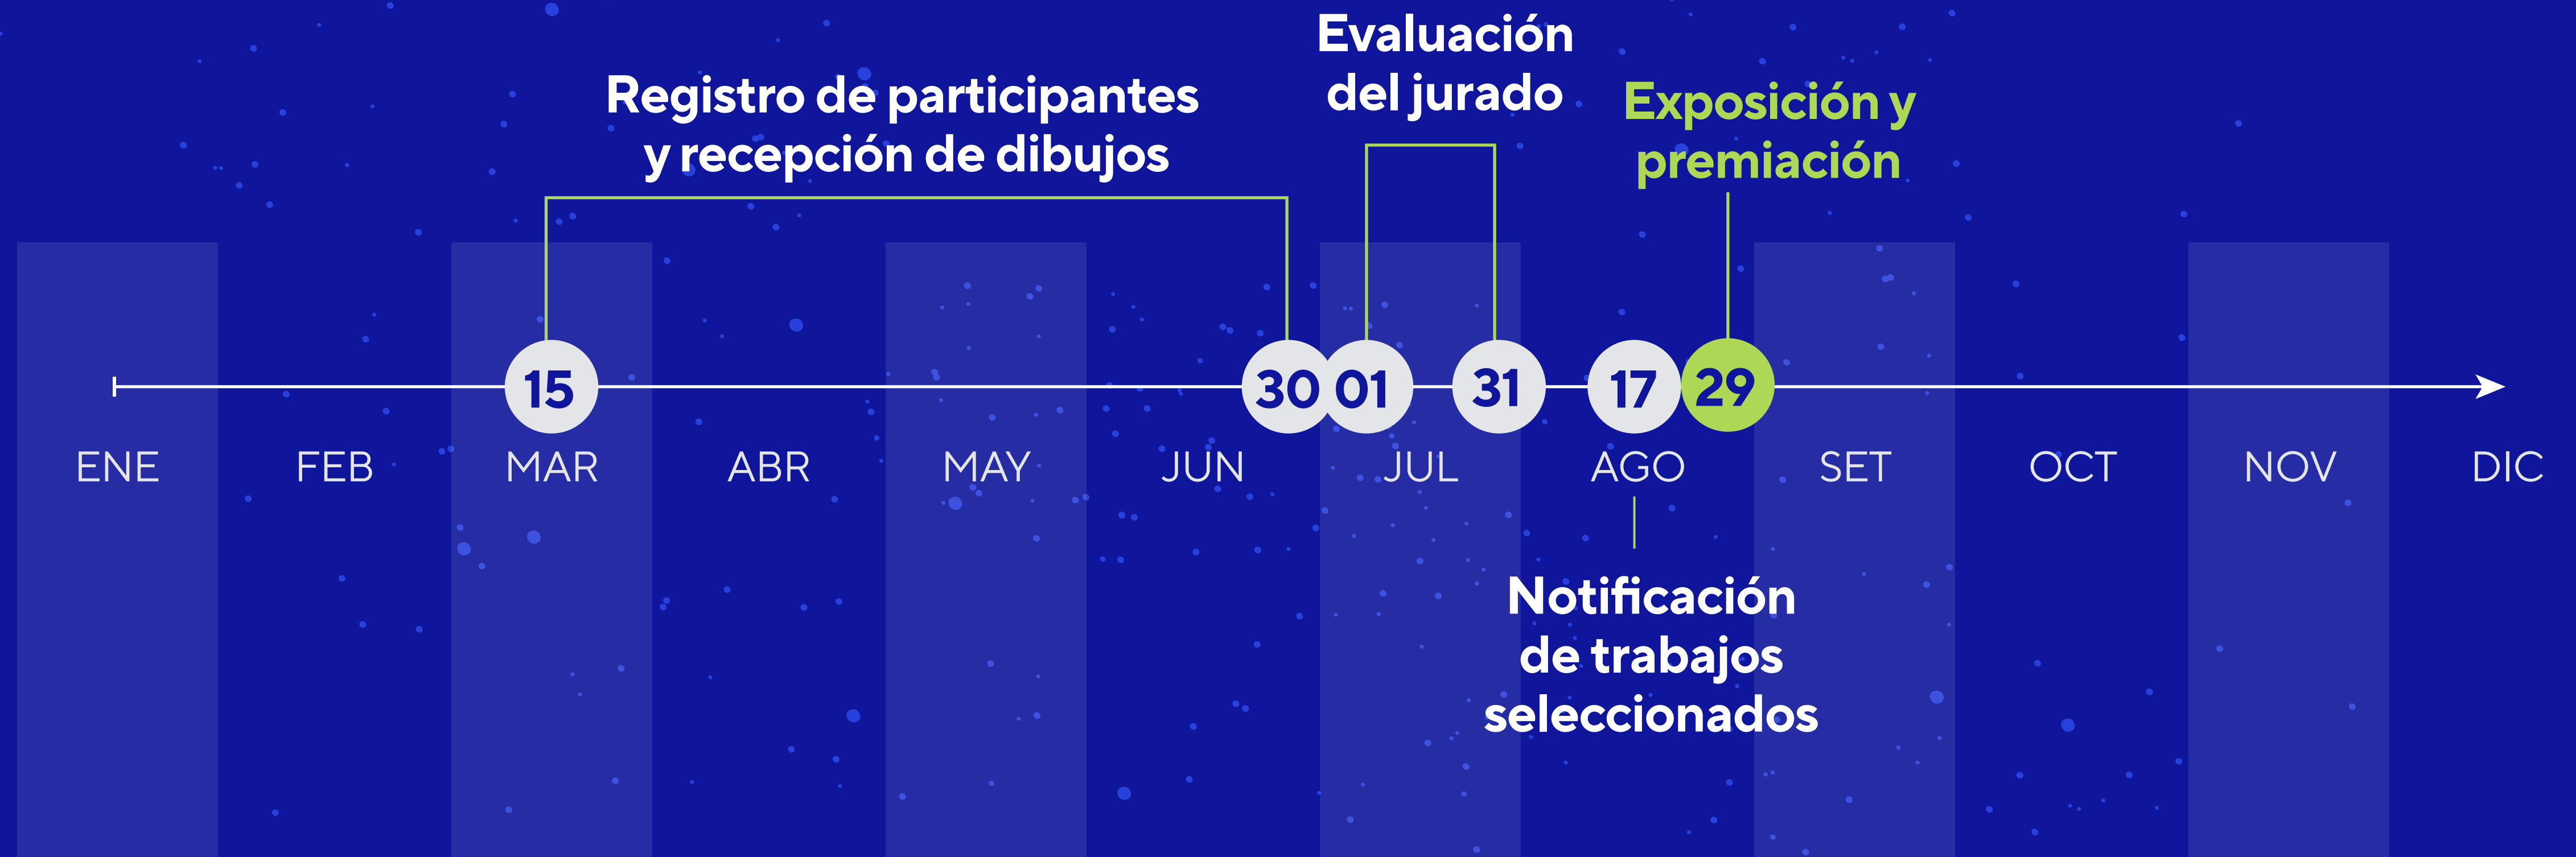 Evaluación
del jurado
Registro de participantes
y recepción de dibujos
Exposición y
premiación
15
30
01
31
17
29
ENE
FEB
MAR
ABR
MAY
JUN
JUL
AGO
SET
OCT
NOV
DIC
Notificación
de trabajos
seleccionados